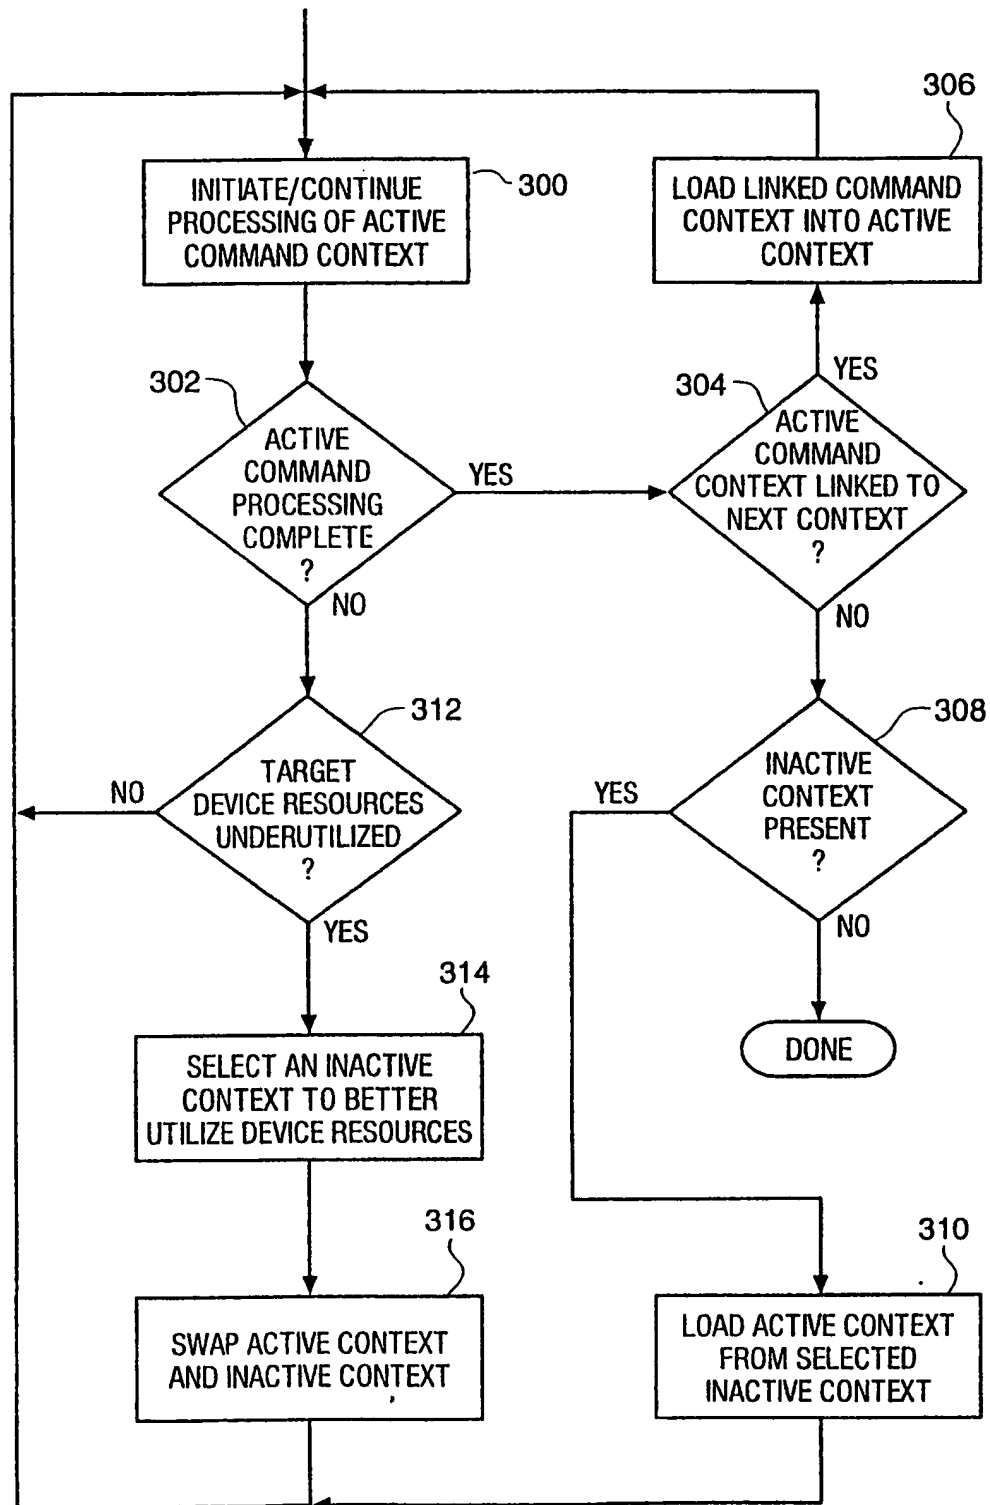 306
INITIATE/CONTINUE
PROCESSING OF ACTIVE
COMMAND CONTEXT
300
LOAD LINKED COMMAND
CONTEXT INTO ACTIVE
CONTEXT
302
ACTIVE
COMMAND
PROCESSING
COMPLETE
?
YES
NO
304
YES
ACTIVE
COMMAND
CONTEXT LINKED TO
NEXT CONTEXT
?
NO
312
NO
TARGET
DEVICE RESOURCES
UNDERUTILIZED
?
YES
308
YES
INACTIVE
CONTEXT
PRESENT
?
NO
DONE
314
SELECT AN INACTIVE
CONTEXT TO BETTER
UTILIZE DEVICE RESOURCES
316
SWAP ACTIVE CONTEXT
AND INACTIVE CONTEXT
310
LOAD ACTIVE CONTEXT
FROM SELECTED
INACTIVE CONTEXT